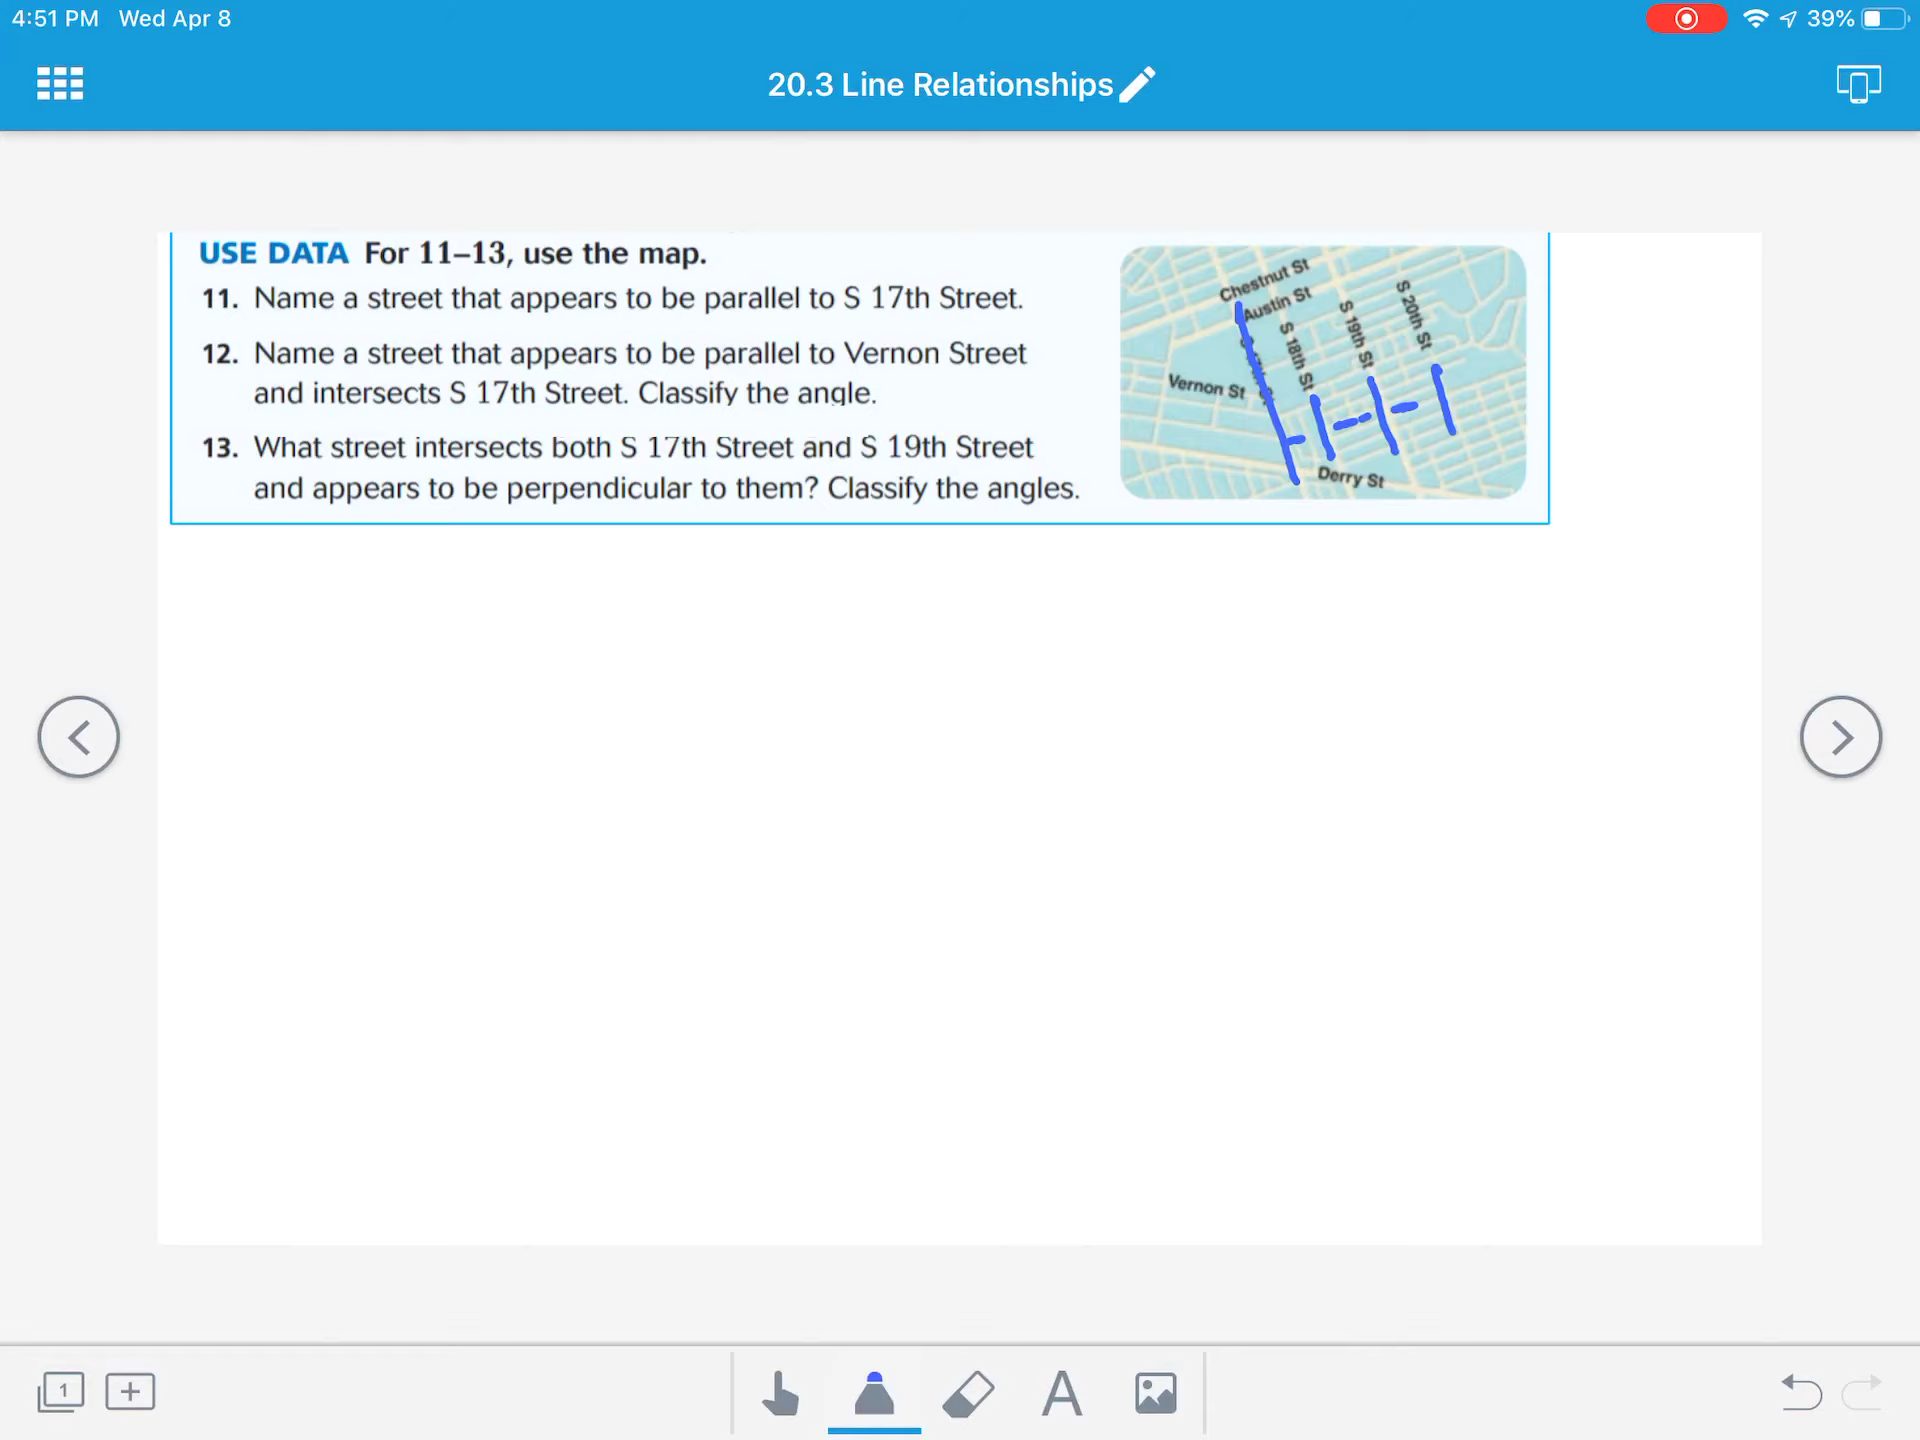 4:51 PM Wed Apr 8
39%
20.3 Line Relationships
USE DATA For 11–13, use the map.
11. Name a street that appears to be parallel to S 17th Street.
12. Name a street that appears to be parallel to Vernon Street
and intersects S 17th Street. Classify the angle.
13. What street intersects both S 17th Street and S 19th Street
and appears to be perpendicular to them? Classify the angles.
Chestnut St
Austin St
S 18th St
S 19th St
S 20th St
Vernon St
Derry St
1
A